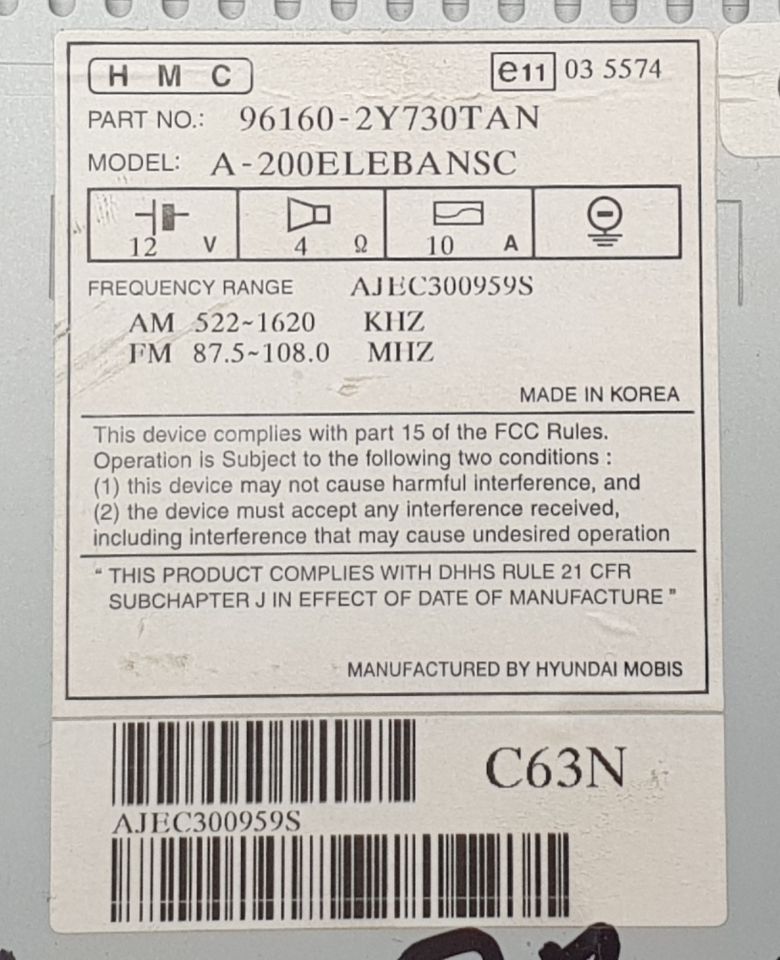 H M C
e11 03 5574
PART NO.: 96160-2Y730TAN
MODEL: A-200ELEBANSC
12 V 4 Ω 10 A
FREQUENCY RANGE AJEC300959S
AM 522~1620 KHZ
FM 87.5~108.0 MHZ
MADE IN KOREA
This device complies with part 15 of the FCC Rules.
Operation is Subject to the following two conditions :
(1) this device may not cause harmful interference, and
(2) the device must accept any interference received,
including interference that may cause undesired operation
“ THIS PRODUCT COMPLIES WITH DHHS RULE 21 CFR
SUBCHAPTER J IN EFFECT OF DATE OF MANUFACTURE ”
MANUFACTURED BY HYUNDAI MOBIS
C63N
AJEC300959S